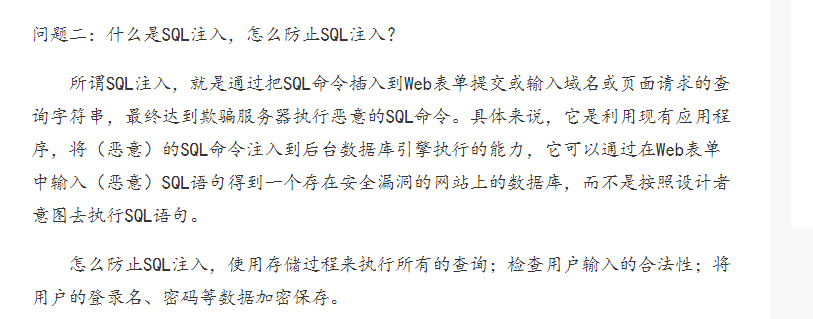 问题二：什么是SQL注入，怎么防止SQL注入？
所谓SQL注入，就是通过把SQL命令插入到Web表单提交或输入域名或页面请求的查
询字符串，最终达到欺骗服务器执行恶意的SQL命令。具体来说，它是利用现有应用程
序，将（恶意）的SQL命令注入到后台数据库引擎执行的能力，它可以通过在Web表单
中输入（恶意）SQL语句得到一个存在安全漏洞的网站上的数据库，而不是按照设计者
意图去执行SQL语句。
怎么防止SQL注入，使用存储过程来执行所有的查询；检查用户输入的合法性；将
用户的登录名、密码等数据加密保存。